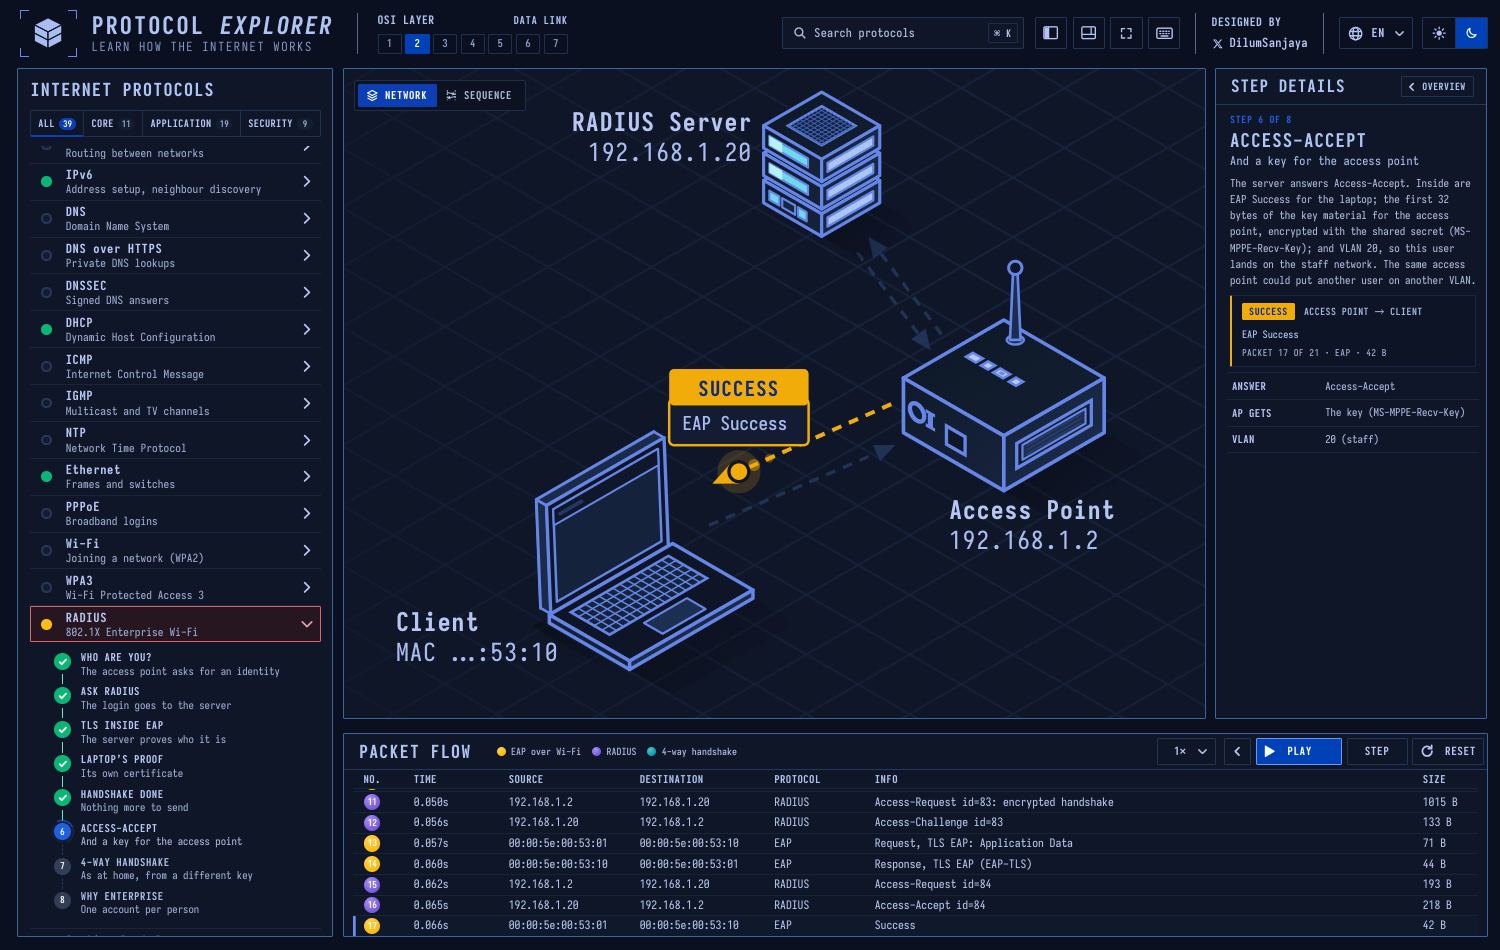 PROTOCOL EXPLORER
LEARN HOW THE INTERNET WORKS
OSI LAYER DATA LINK
1 2 3 4 5 6 7
Search protocols ⌘ K
DESIGNED BY
DilumSanjaya
EN
INTERNET PROTOCOLS
ALL 39 CORE 11 APPLICATION 19 SECURITY 9
Routing between networks
IPv6
Address setup, neighbour discovery
DNS
Domain Name System
DNS over HTTPS
Private DNS lookups
DNSSEC
Signed DNS answers
DHCP
Dynamic Host Configuration
ICMP
Internet Control Message
IGMP
Multicast and TV channels
NTP
Network Time Protocol
Ethernet
Frames and switches
PPPoE
Broadband logins
Wi-Fi
Joining a network (WPA2)
WPA3
Wi-Fi Protected Access 3
RADIUS
802.1X Enterprise Wi-Fi
WHO ARE YOU?
The access point asks for an identity
ASK RADIUS
The login goes to the server
TLS INSIDE EAP
The server proves who it is
LAPTOP'S PROOF
Its own certificate
HANDSHAKE DONE
Nothing more to send
6 ACCESS-ACCEPT
And a key for the access point
7 4-WAY HANDSHAKE
As at home, from a different key
8 WHY ENTERPRISE
One account per person
NETWORK SEQUENCE
RADIUS Server
192.168.1.20
SUCCESS
EAP Success
Access Point
192.168.1.2
Client
MAC …:53:10
STEP DETAILS OVERVIEW
STEP 6 OF 8
ACCESS-ACCEPT
And a key for the access point
The server answers Access-Accept. Inside are
EAP Success for the laptop; the first 32
bytes of the key material for the access
point, encrypted with the shared secret (MS-
MPPE-Recv-Key); and VLAN 20, so this user
lands on the staff network. The same access
point could put another user on another VLAN.
SUCCESS ACCESS POINT → CLIENT
EAP Success
PACKET 17 OF 21 · EAP · 42 B
ANSWER Access-Accept
AP GETS The key (MS-MPPE-Recv-Key)
VLAN 20 (staff)
PACKET FLOW EAP over Wi-Fi RADIUS 4-way handshake 1× PLAY STEP RESET
NO. TIME SOURCE DESTINATION PROTOCOL INFO SIZE
11 0.050s 192.168.1.2 192.168.1.20 RADIUS Access-Request id=83: encrypted handshake 1015 B
12 0.056s 192.168.1.20 192.168.1.2 RADIUS Access-Challenge id=83 133 B
13 0.057s 00:00:5e:00:53:01 00:00:5e:00:53:10 EAP Request, TLS EAP: Application Data 71 B
14 0.060s 00:00:5e:00:53:10 00:00:5e:00:53:01 EAP Response, TLS EAP (EAP-TLS) 44 B
15 0.062s 192.168.1.2 192.168.1.20 RADIUS Access-Request id=84 193 B
16 0.065s 192.168.1.20 192.168.1.2 RADIUS Access-Accept id=84 218 B
17 0.066s 00:00:5e:00:53:01 00:00:5e:00:53:10 EAP Success 42 B